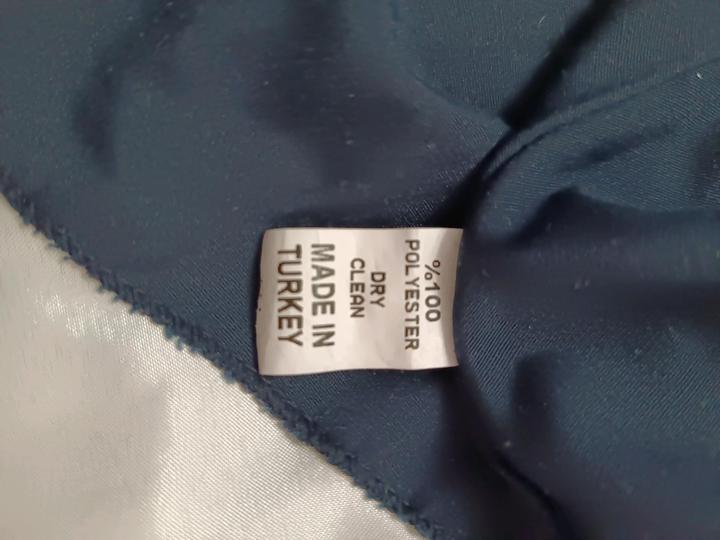 %100
POLYESTER
DRY
CLEAN
MADE IN
TURKEY